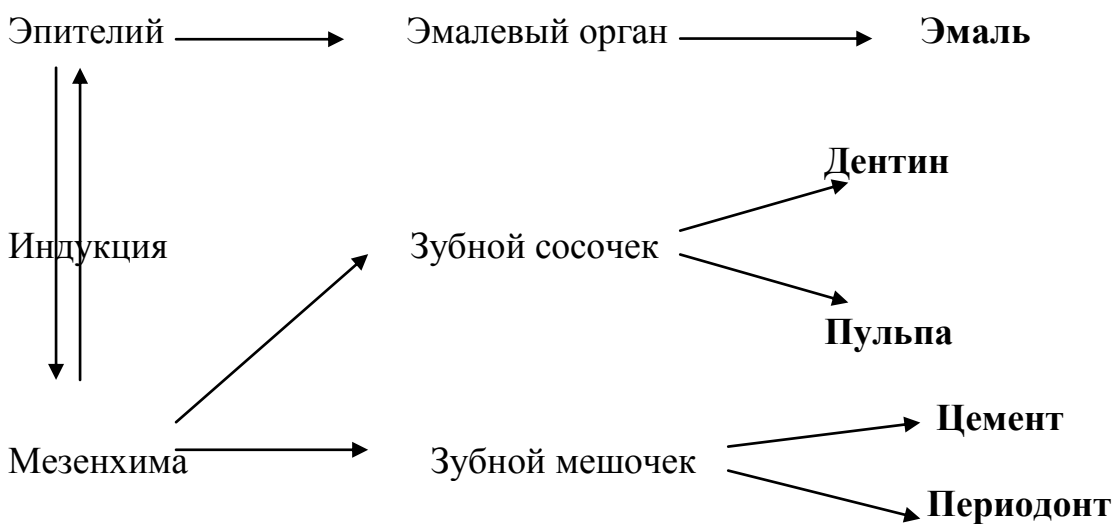 Эпителий Эмалевый орган Эмаль
Дентин
Индукция Зубной сосочек
Пульпа
Цемент
Мезенхима Зубной мешочек
Периодонт